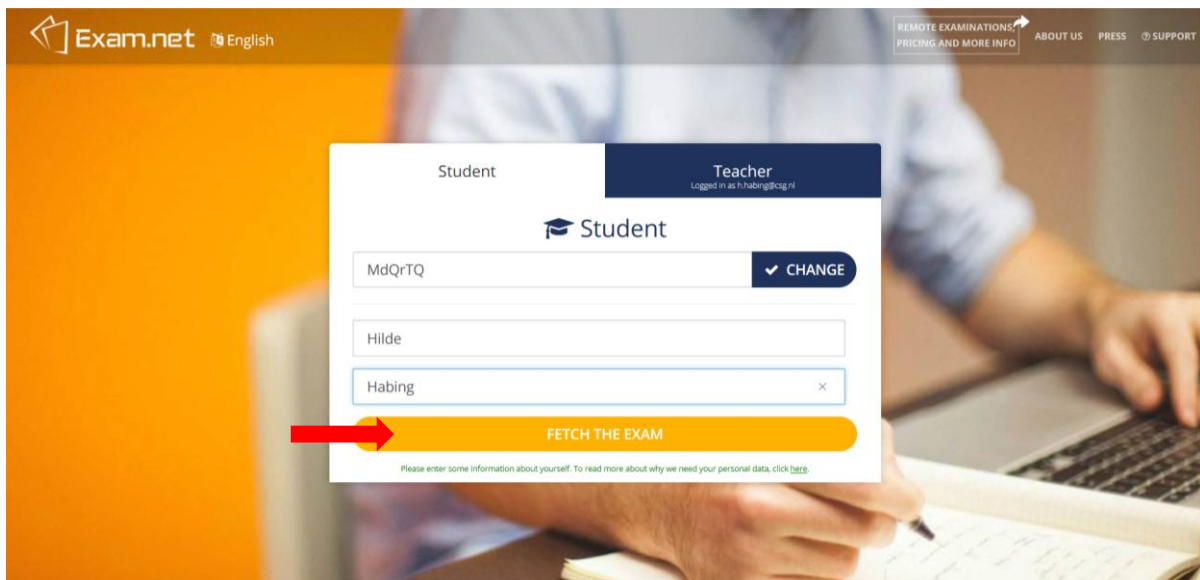 Exam.net English
REMOTE EXAMINATIONS,
PRICING AND MORE INFO
ABOUT US PRESS SUPPORT
Student
Teacher
Logged in as h.habing@csg.nl
Student
MdQrTQ
CHANGE
Hilde
Habing
FETCH THE EXAM
Please enter some information about yourself. To read more about why we need your personal data, click here.